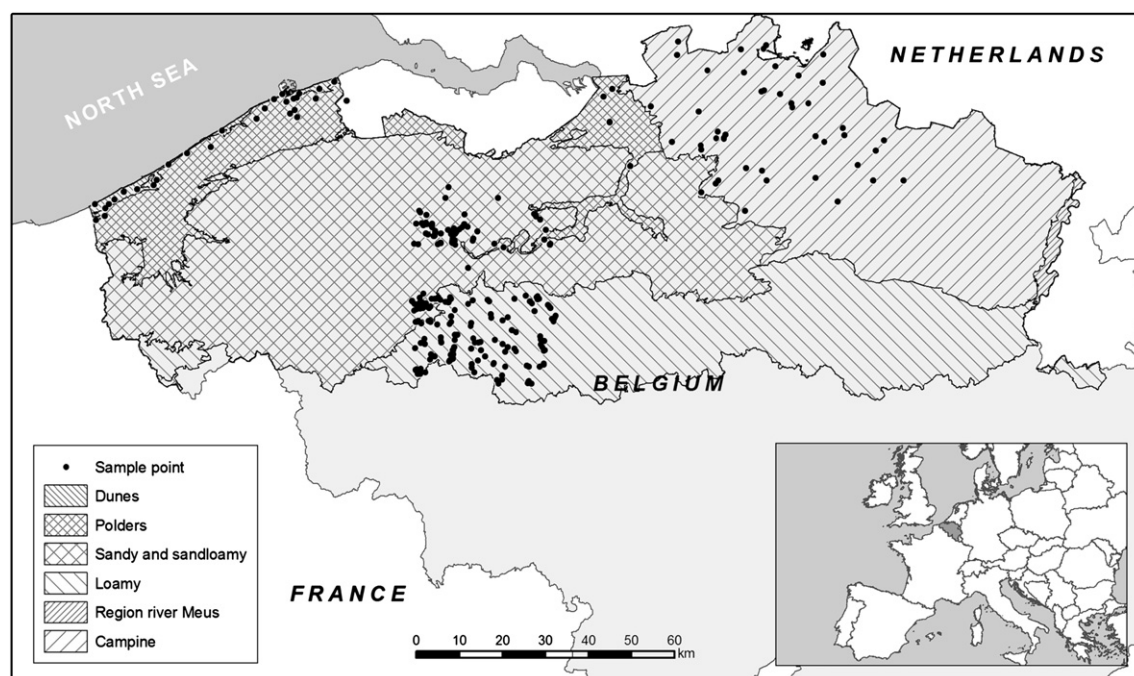 NETHERLANDS
NORTH SEA
BELGIUM
FRANCE
Sample point
Dunes
Polders
Sandy and sandloamy
Loamy
Region river Meus
Campine
0 10 20 30 40 50 60
km